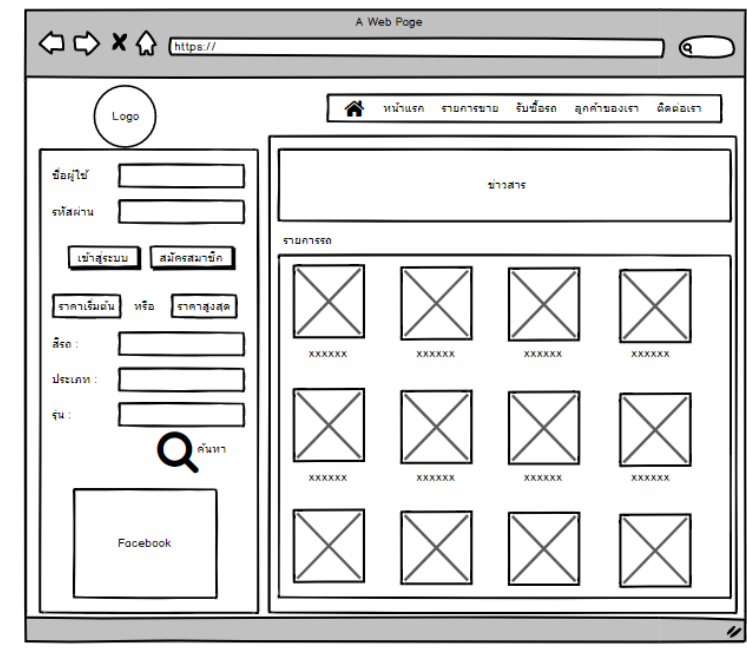 A Web Page
https://
Logo
หน้าแรก รายการขาย รับซื้อรถ ลูกค้าของเรา ติดต่อเรา
ชื่อผู้ใช้
รหัสผ่าน
เข้าสู่ระบบ สมัครสมาชิก
ราคาเริ่มต้น หรือ ราคาสูงสุด
สีรถ :
ประเภท :
รุ่น :
ค้นหา
Facebook
ข่าวสาร
รายการรถ
xxxxxx xxxxxx xxxxxx xxxxxx
xxxxxx xxxxxx xxxxxx xxxxxx